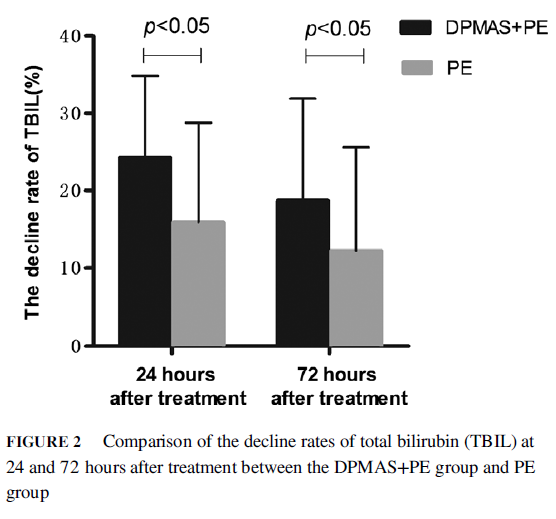 40
p<0.05
p<0.05
DPMAS+PE
PE
30
20
10
0
The decline rate of TBIL(%)
24 hours
after treatment
72 hours
after treatment
FIGURE 2 Comparison of the decline rates of total bilirubin (TBIL) at
24 and 72 hours after treatment between the DPMAS+PE group and PE
group